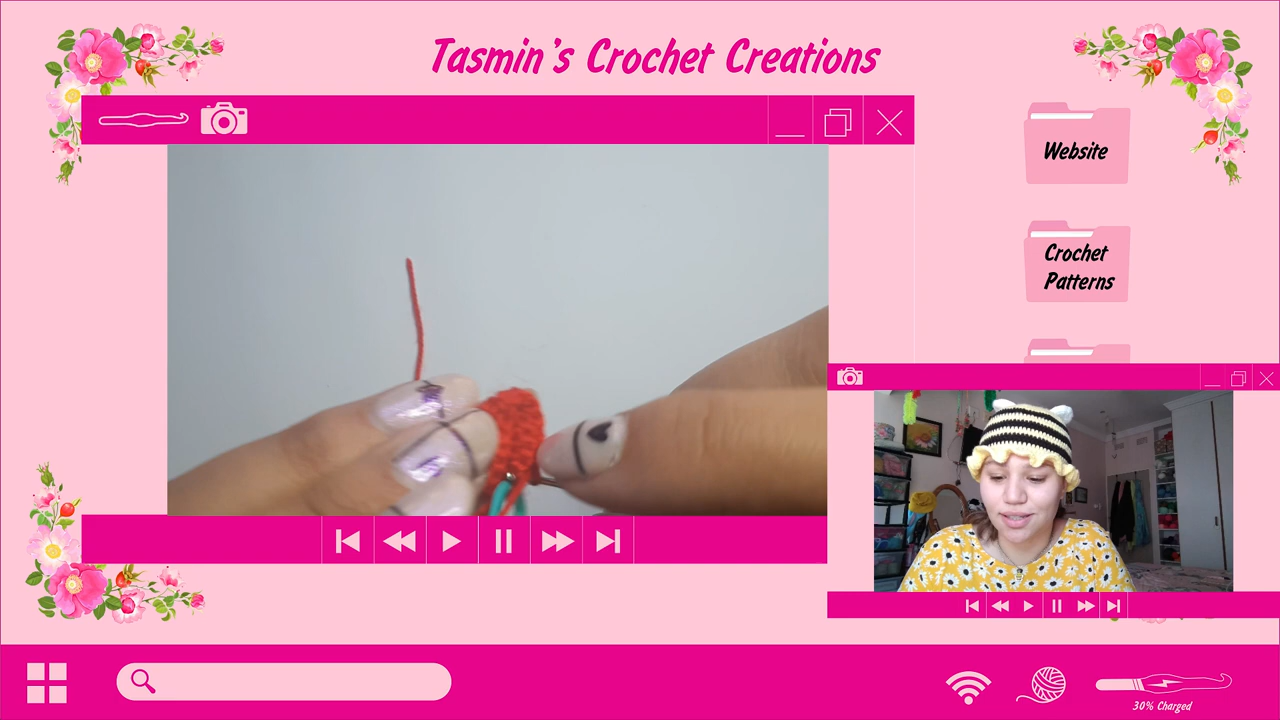 Tasmin's Crochet Creations
Website
Crochet
Patterns
30% Charged